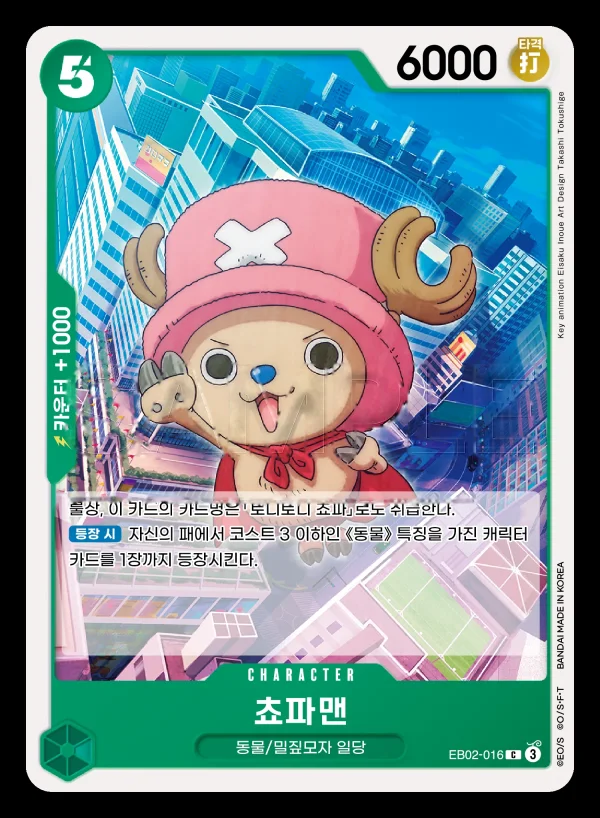 5
6000
타격
打
Key animation Eisaku Inoue Art Design Takashi Tokushige
카운터 +1000
SAMPLE
룰상, 이 카드의 카드명은 「토니토니 쵸파」로도 취급한다.
등장 시 자신의 패에서 코스트 3 이하인 《동물》 특징을 가진 캐릭터
카드를 1장까지 등장시킨다.
©EO/S ©O/S·F·T BANDAI MADE IN KOREA
CHARACTER
쵸파맨
동물/밀짚모자 일당
EB02-016 C 3